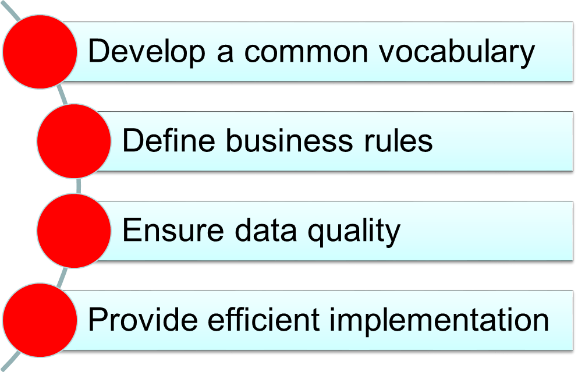 Develop a common vocabulary
Define business rules
Ensure data quality
Provide efficient implementation